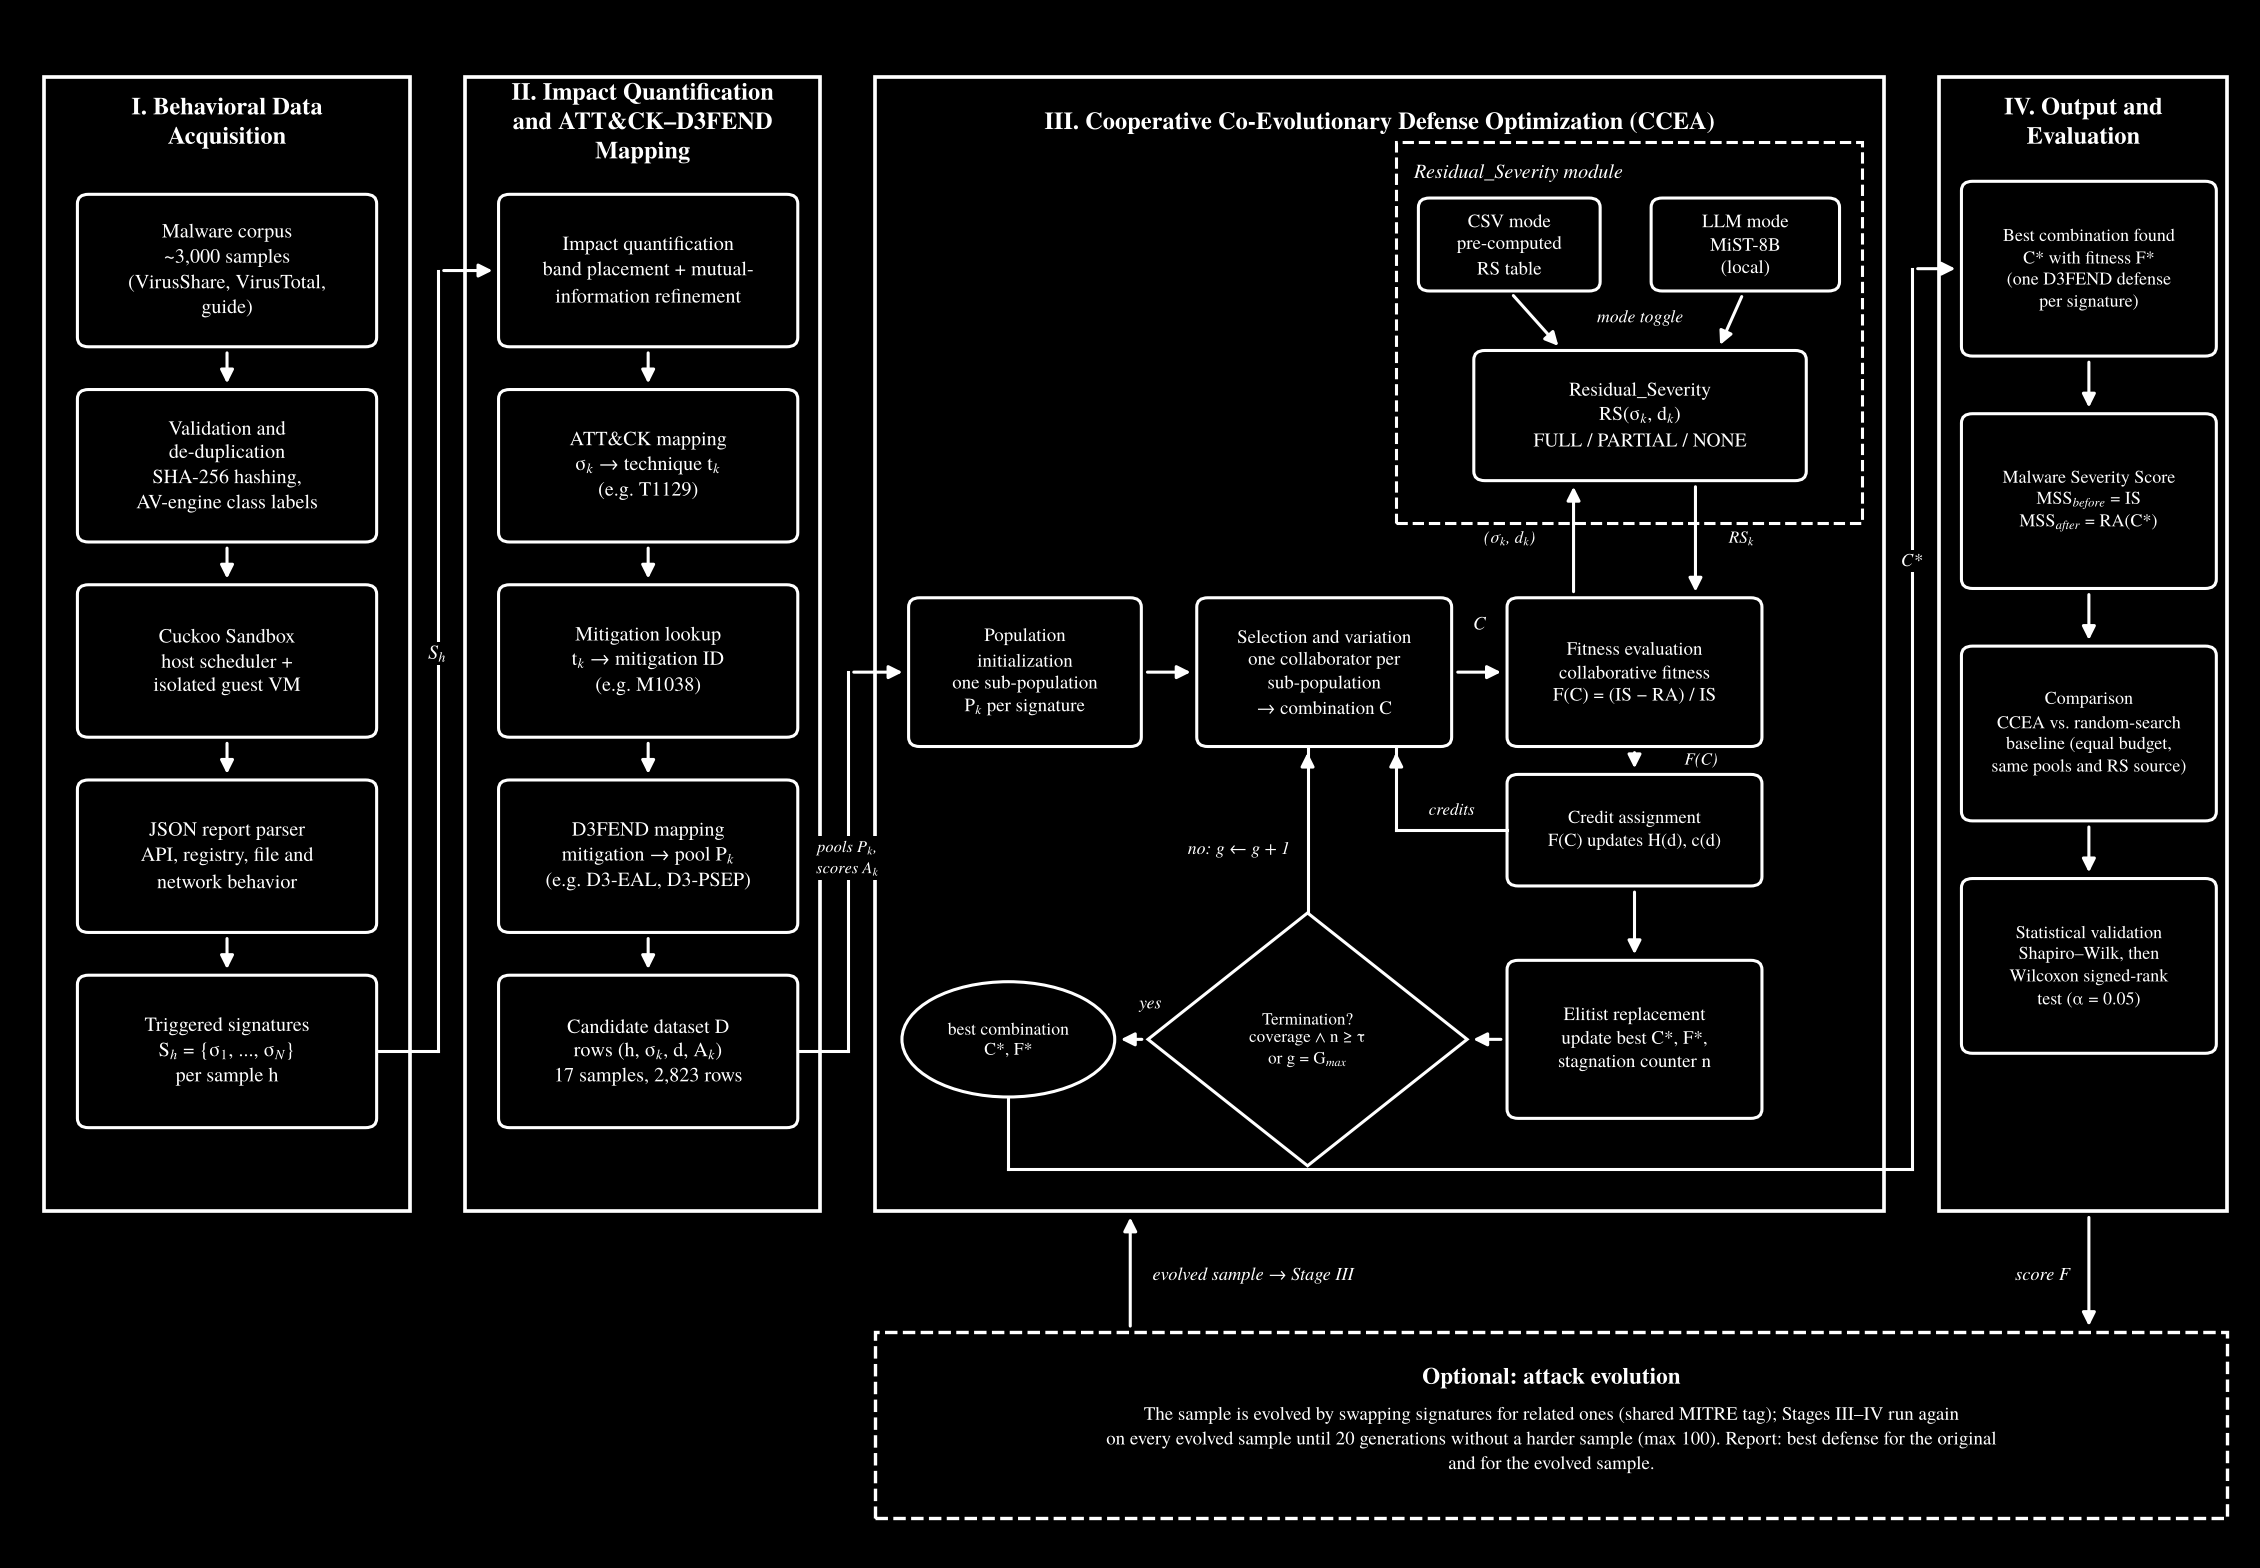 I. Behavioral Data
Acquisition
Malware corpus
~3,000 samples
(VirusShare, VirusTotal,
guide)
Validation and
de-duplication
SHA-256 hashing,
AV-engine class labels
Cuckoo Sandbox
host scheduler +
isolated guest VM
JSON report parser
API, registry, file and
network behavior
Triggered signatures
Sₕ = {σ₁, ..., σ_N}
per sample h
Sₕ
II. Impact Quantification
and ATT&CK–D3FEND
Mapping
Impact quantification
band placement + mutual-
information refinement
ATT&CK mapping
σₖ → technique tₖ
(e.g. T1129)
Mitigation lookup
tₖ → mitigation ID
(e.g. M1038)
D3FEND mapping
mitigation → pool Pₖ
(e.g. D3-EAL, D3-PSEP)
Candidate dataset D
rows (h, σₖ, d, Aₖ)
17 samples, 2,823 rows
pools Pₖ,
scores Aₖ
III. Cooperative Co-Evolutionary Defense Optimization (CCEA)
Residual_Severity module
CSV mode
pre-computed
RS table
LLM mode
MiST-8B
(local)
mode toggle
Residual_Severity
RS(σₖ, dₖ)
FULL / PARTIAL / NONE
(σₖ, dₖ)
RSₖ
Population
initialization
one sub-population
Pₖ per signature
Selection and variation
one collaborator per
sub-population
→ combination C
C
Fitness evaluation
collaborative fitness
F(C) = (IS − RA) / IS
F(C)
Credit assignment
F(C) updates H(d), c(d)
credits
no: g ← g + 1
Elitist replacement
update best C*, F*,
stagnation counter n
Termination?
coverage ∧ n ≥ τ
or g = G_max
yes
best combination
C*, F*
C*
IV. Output and
Evaluation
Best combination found
C* with fitness F*
(one D3FEND defense
per signature)
Malware Severity Score
MSS_before = IS
MSS_after = RA(C*)
Comparison
CCEA vs. random-search
baseline (equal budget,
same pools and RS source)
Statistical validation
Shapiro–Wilk, then
Wilcoxon signed-rank
test (α = 0.05)
evolved sample → Stage III
score F
Optional: attack evolution
The sample is evolved by swapping signatures for related ones (shared MITRE tag); Stages III–IV run again
on every evolved sample until 20 generations without a harder sample (max 100). Report: best defense for the original
and for the evolved sample.